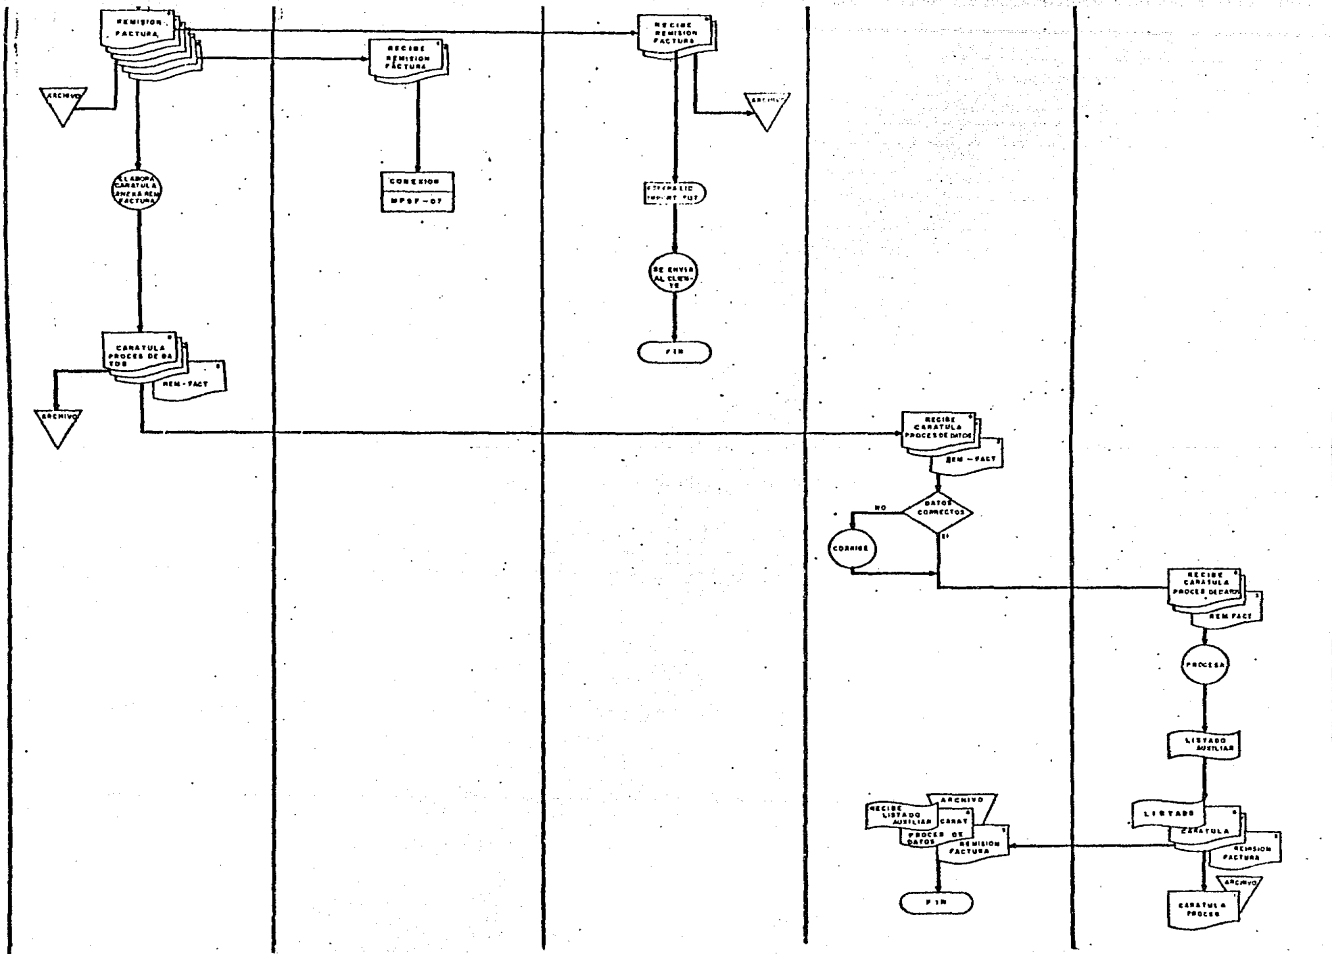 REMISION
FACTURA
RECIBE
REMISION
FACTURA
RECIBE
REMISION
FACTURA
ARCHIVO
ARCHIVO
ELABORA
CARATULA
ANEXA REM
FACTURA
CONEXION
MPSF-07
SE ENVIA
AL CLIEN-
TE
FIN
CARATULA
PROCES DE DA
TOS
REM-FACT
ARCHIVO
RECIBE
CARATULA
PROCES DE DATOS
REM-FACT
DATOS
CORRECTOS
NO
SI
CORRIGE
RECIBE
CARATULA
PROCES DE DATOS
REM FACT
PROCESA
LISTADO
AUXILIAR
ARCHIVO
RECIBE
LISTADO
AUXILIAR
CARAT
PROCES DE
DATOS
REMISION
FACTURA
FIN
LISTADO
CARATULA
REMISION
FACTURA
ARCHIVO
CARATULA
PROCES